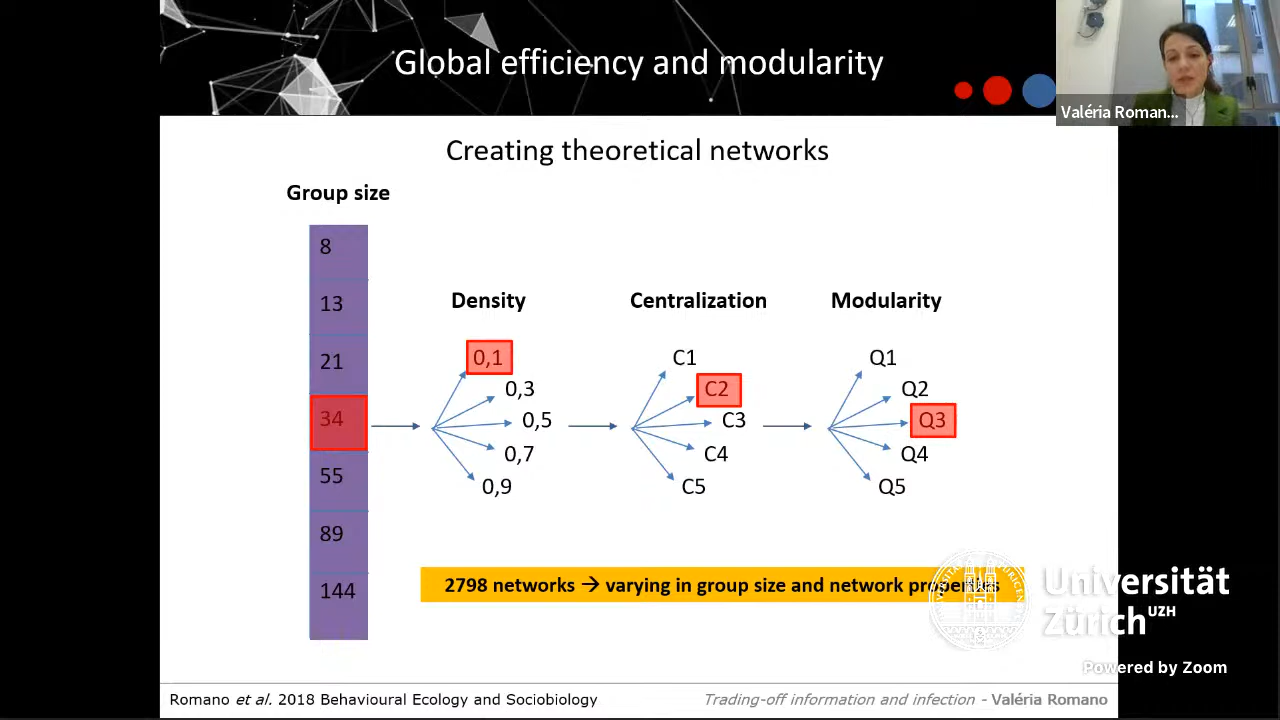 Global efficiency and modularity
Valéria Roman...
Creating theoretical networks
Group size
8
13
21
34
55
89
144
Density
0,1
0,3
0,5
0,7
0,9
Centralization
C1
C2
C3
C4
C5
Modularity
Q1
Q2
Q3
Q4
Q5
2798 networks → varying in group size and network properties
Universität
Zürich UZH
Powered by Zoom
Romano et al. 2018 Behavioural Ecology and Sociobiology
Trading-off information and infection - Valéria Romano